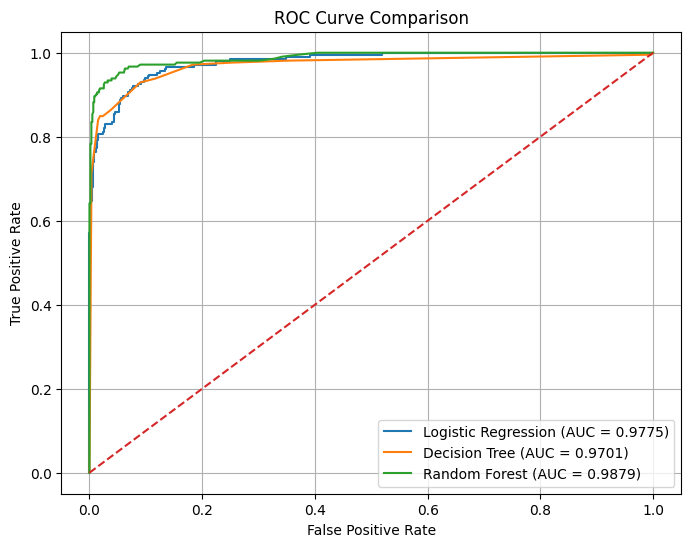 ROC Curve Comparison
True Positive Rate
1.0
0.8
0.6
0.4
0.2
0.0
Logistic Regression (AUC = 0.9775)
Decision Tree (AUC = 0.9701)
Random Forest (AUC = 0.9879)
0.0 0.2 0.4 0.6 0.8 1.0
False Positive Rate